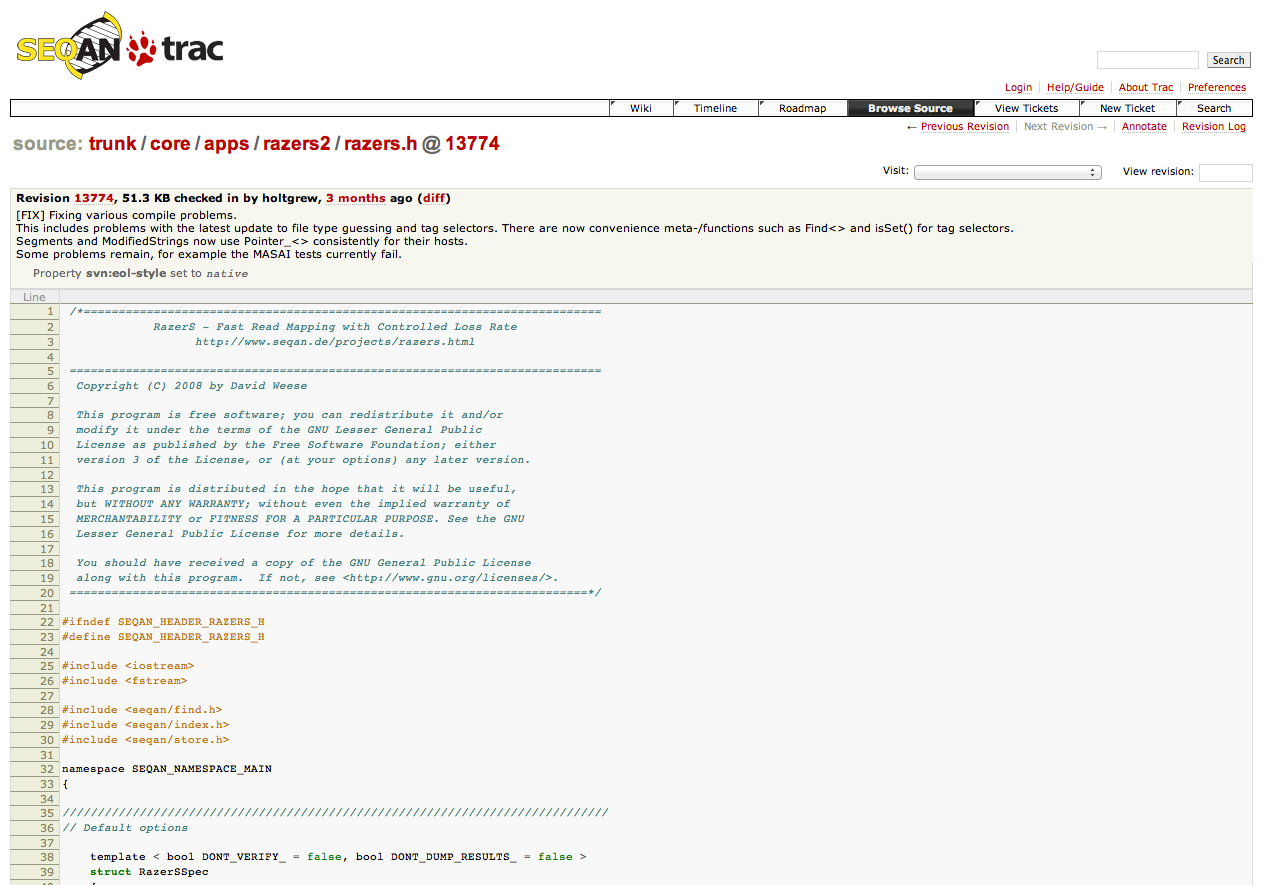 SEQAN trac
Search
Login Help/Guide About Trac Preferences
Wiki Timeline Roadmap Browse Source View Tickets New Ticket Search
← Previous Revision Next Revision → Annotate Revision Log
source: trunk / core / apps / razers2 / razers.h @ 13774
Visit: View revision:
Revision 13774, 51.3 KB checked in by holtgrew, 3 months ago (diff)
[FIX] Fixing various compile problems.
This includes problems with the latest update to file type guessing and tag selectors. There are now convenience meta-/functions such as Find<> and isSet() for tag selectors.
Segments and ModifiedStrings now use Pointer_<> consistently for their hosts.
Some problems remain, for example the MASAI tests currently fail.
Property svn:eol-style set to native
Line
1 /*==========================================================================
2 RazerS - Fast Read Mapping with Controlled Loss Rate
3 http://www.seqan.de/projects/razers.html
4
5 ============================================================================
6 Copyright (C) 2008 by David Weese
7
8 This program is free software; you can redistribute it and/or
9 modify it under the terms of the GNU Lesser General Public
10 License as published by the Free Software Foundation; either
11 version 3 of the License, or (at your options) any later version.
12
13 This program is distributed in the hope that it will be useful,
14 but WITHOUT ANY WARRANTY; without even the implied warranty of
15 MERCHANTABILITY or FITNESS FOR A PARTICULAR PURPOSE. See the GNU
16 Lesser General Public License for more details.
17
18 You should have received a copy of the GNU General Public License
19 along with this program. If not, see <http://www.gnu.org/licenses/>.
20 ==========================================================================*/
21
22 #ifndef SEQAN_HEADER_RAZERS_H
23 #define SEQAN_HEADER_RAZERS_H
24
25 #include <iostream>
26 #include <fstream>
27
28 #include <seqan/find.h>
29 #include <seqan/index.h>
30 #include <seqan/store.h>
31
32 namespace SEQAN_NAMESPACE_MAIN
33 {
34
35 //////////////////////////////////////////////////////////////////////////////
36 // Default options
37
38 template < bool DONT_VERIFY_ = false, bool DONT_DUMP_RESULTS_ = false >
39 struct RazerSSpec